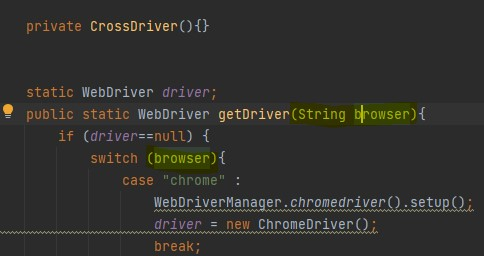 private CrossDriver(){}
static WebDriver driver;
public static WebDriver getDriver(String browser){
if (driver==null) {
switch (browser){
case "chrome" :
WebDriverManager.chromedriver().setup();
driver = new ChromeDriver();
break;